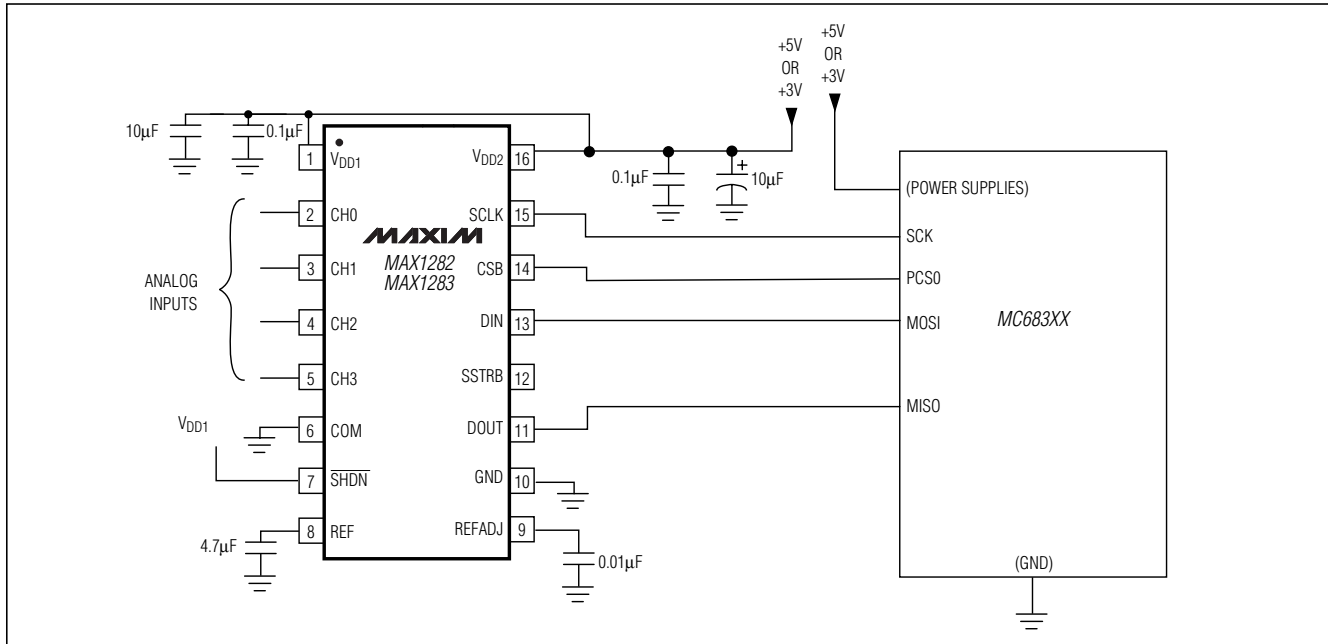 +5V
OR
+3V
+5V
OR
+3V
10µF
0.1µF
1
VDD1
VDD2
16
0.1µF
+
10µF
(POWER SUPPLIES)
2
CH0
SCLK
15
SCK
MAXIM
MAX1282
MAX1283
3
CH1
CSB
14
PCS0
ANALOG
INPUTS
4
CH2
DIN
13
MOSI
MC683XX
5
CH3
SSTRB
12
MISO
VDD1
6
COM
DOUT
11
7
SHDN
GND
10
8
REF
REFADJ
9
4.7µF
0.01µF
(GND)